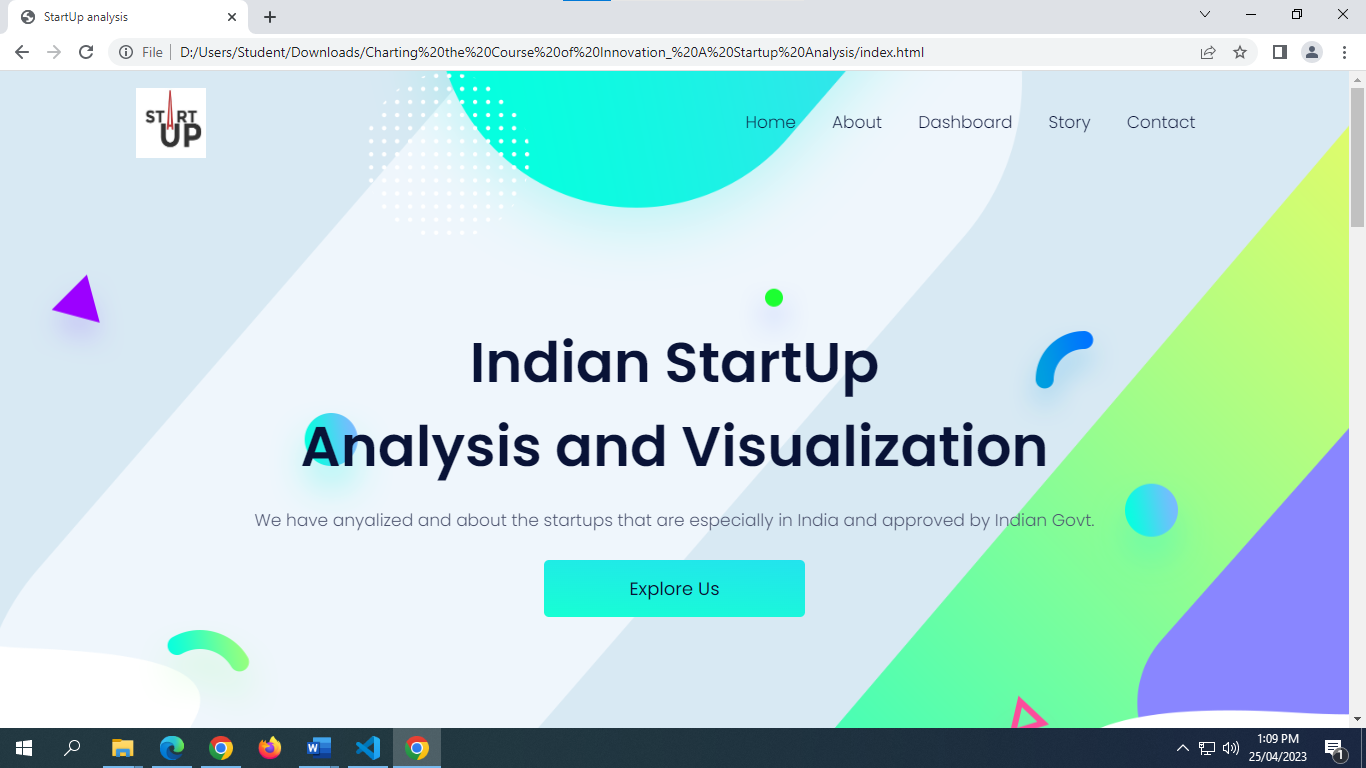 StartUp analysis
File
D:/Users/Student/Downloads/Charting%20the%20Course%20of%20Innovation_%20A%20Startup%20Analysis/index.html
START
UP
Home About Dashboard Story Contact
Indian StartUp
Analysis and Visualization
We have anyalized and about the startups that are especially in India and approved by Indian Govt.
Explore Us
1:09 PM
25/04/2023
1